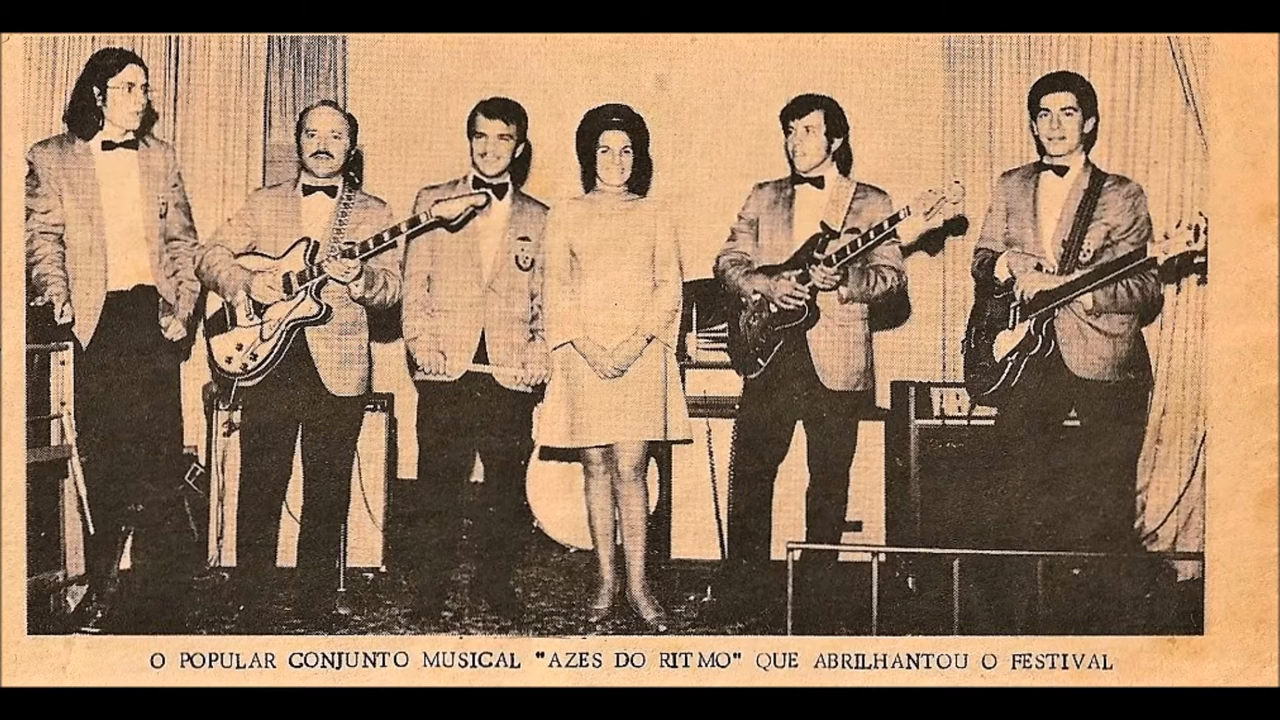 O POPULAR CONJUNTO MUSICAL "AZES DO RITMO" QUE ABRILHANTOU O FESTIVAL